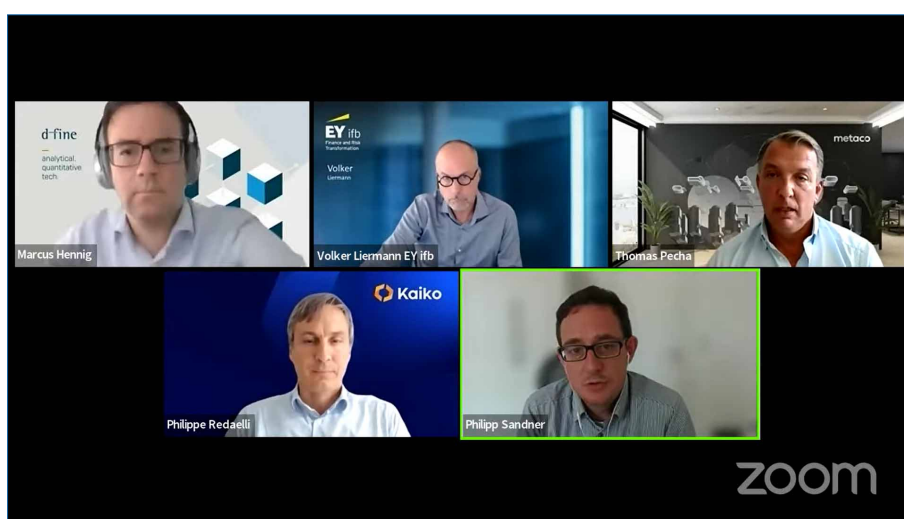 d-fine
analytical.
quantitative
tech.
Marcus Hennig
EY ifb
Finance and Risk
Transformation
Volker
Liermann
Volker Liermann EY ifb
metaco
Thomas Pecha
Kaiko
Philippe Redaelli
Philipp Sandner
zoom